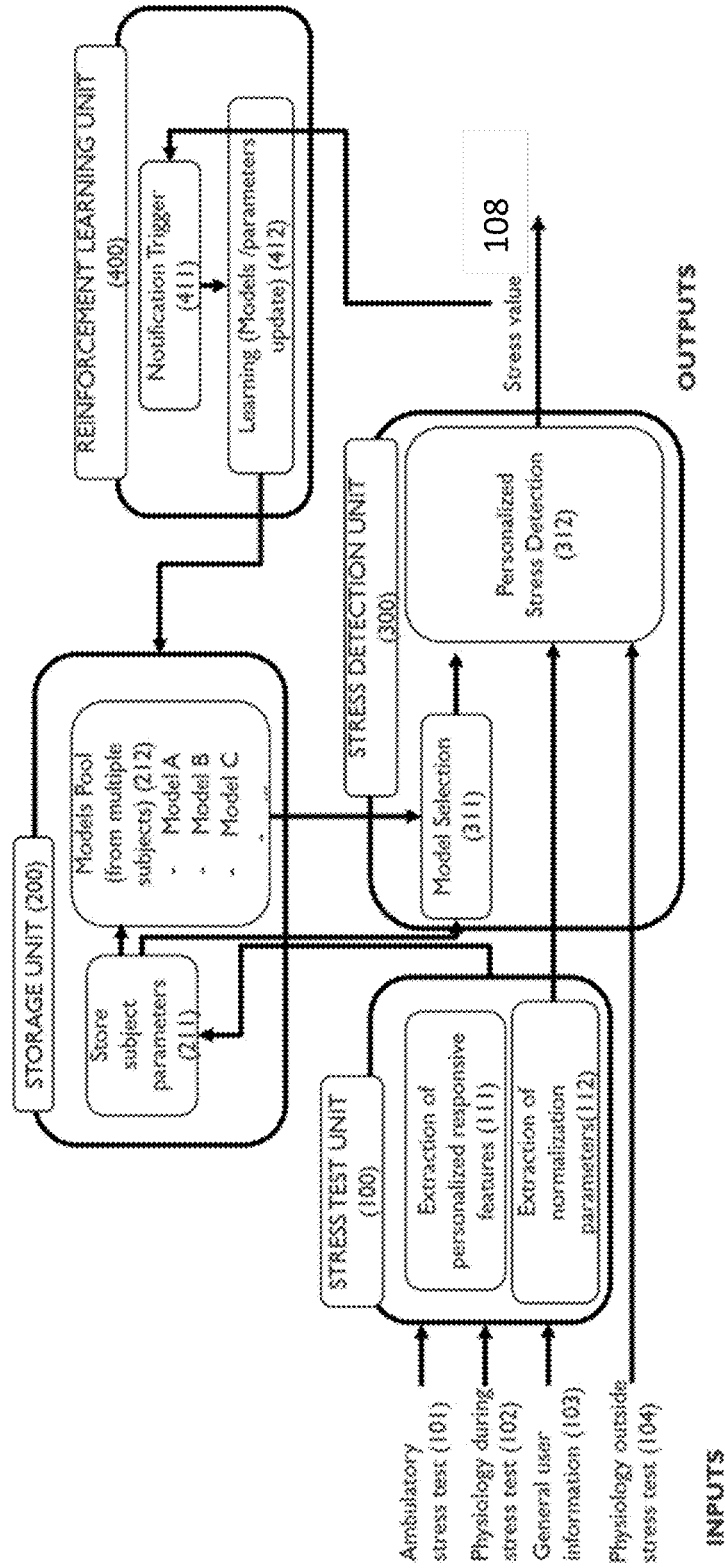 STORAGE UNIT (200)
Store
subject
parameters
(211)
Models Pool
(from multiple
subjects) (212)
- Model A
- Model B
- Model C
REINFORCEMENT LEARNING UNIT
(400)
Notification Trigger
(411)
Learning (Models (parameters
update) (412)
STRESS TEST UNIT
(100)
Extraction of
personalized responsive
features (111)
Extraction of
normalization
parameters(112)
STRESS DETECTION UNIT
(300)
Model Selection
(311)
Personalized
Stress Detection
(312)
Stress value
108
Ambulatory
stress test (101)
Physiology during
stress test (102)
General user
information (103)
Physiology outside
stress test (104)
INPUTS
OUTPUTS